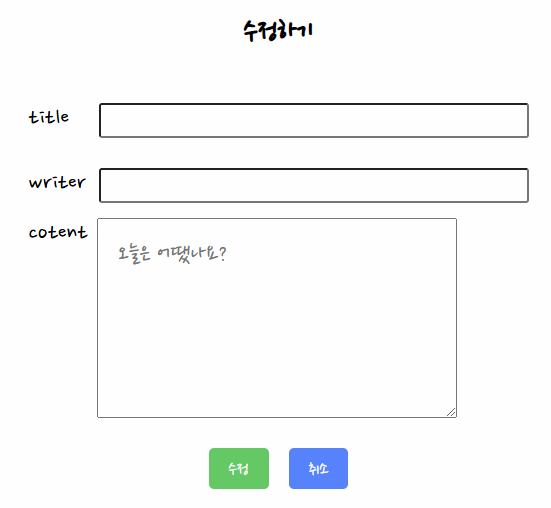 수정하기
title
writer
cotent
오늘은 어땠나요?
수정 취소